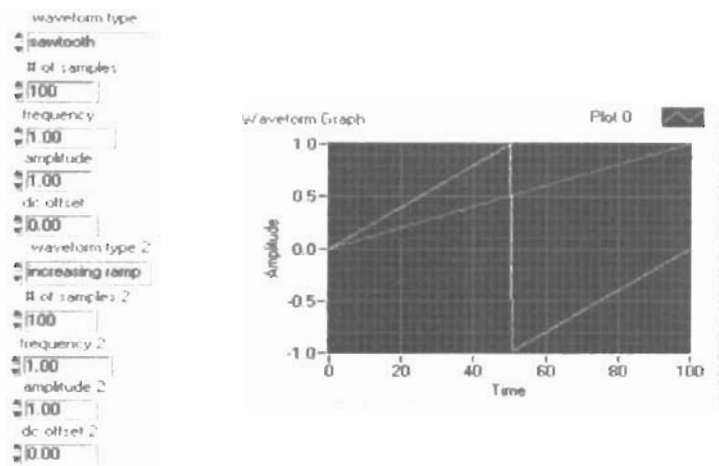 waveform type
sawtooth
# of samples
100
frequency
1.00
amplitude
1.00
dc offset
0.00
waveform type 2
increasing ramp
# of samples 2
100
frequency 2
1.00
amplitude 2
1.00
dc offset 2
0.00
Waveform Graph
Plot 0
1.0
0.5
0.0
-0.5
-1.0
Amplitude
0 20 40 60 80 100
Time